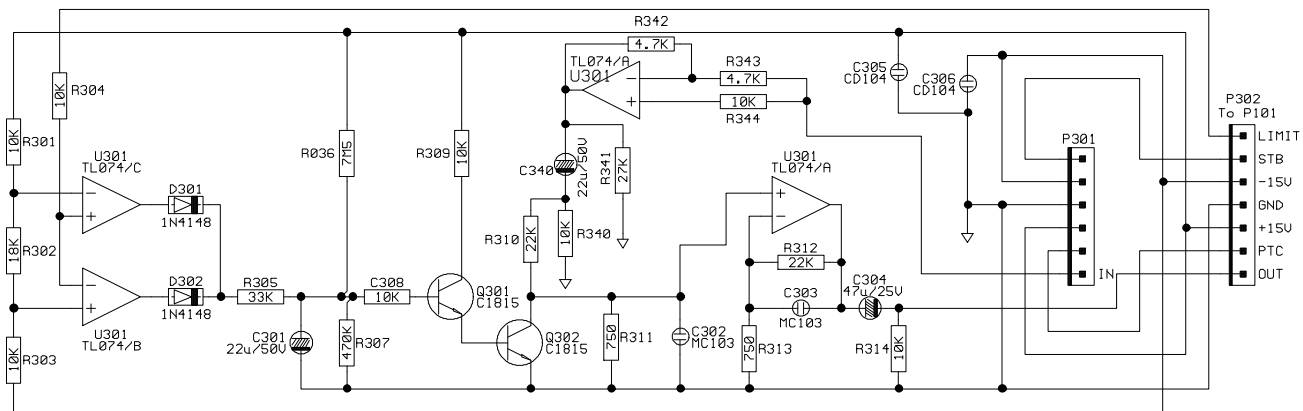 R342
4.7K
TL074/A
U301
R343
4.7K
10K
R344
C305
CD104
C306
CD104
P302
To P101
LIMIT
STB
-15V
GND
+15V
PTC
OUT
P301
IN
10K
R304
10K
R301
U301
TL074/C
D301
1N4148
R036
7M5
R309
10K
C340
22u/50V
R341
27K
U301
TL074/A
18K
R302
R310
22K
10K
R340
R312
22K
D302
1N4148
R305
33K
C308
10K
Q301
C1815
C303
MC103
C304
47u/25V
U301
TL074/B
10K
R303
C301
22u/50V
470K
R307
Q302
C1815
750
R311
C302
MC103
750
R313
R314
10K